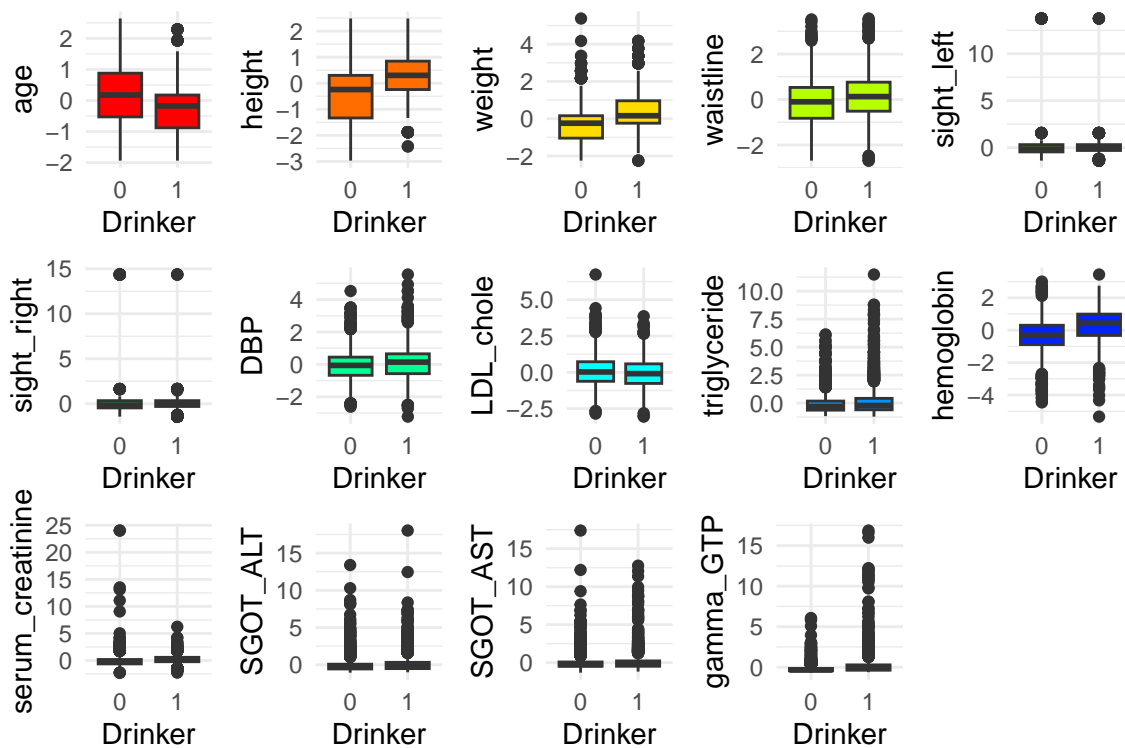 age
2
1
0
−1
−2
0 1
Drinker
height
2
1
0
−1
−2
−3
0 1
Drinker
weight
4
2
0
−2
0 1
Drinker
waistline
2
0
−2
0 1
Drinker
sight_left
10
5
0
0 1
Drinker
sight_right
15
10
5
0
0 1
Drinker
DBP
4
2
0
−2
0 1
Drinker
LDL_chole
5.0
2.5
0.0
−2.5
0 1
Drinker
triglyceride
10.0
7.5
5.0
2.5
0.0
0 1
Drinker
hemoglobin
2
0
−2
−4
0 1
Drinker
serum_creatinine
25
20
15
10
5
0
0 1
Drinker
SGOT_ALT
15
10
5
0
0 1
Drinker
SGOT_AST
15
10
5
0
0 1
Drinker
gamma_GTP
15
10
5
0
0 1
Drinker